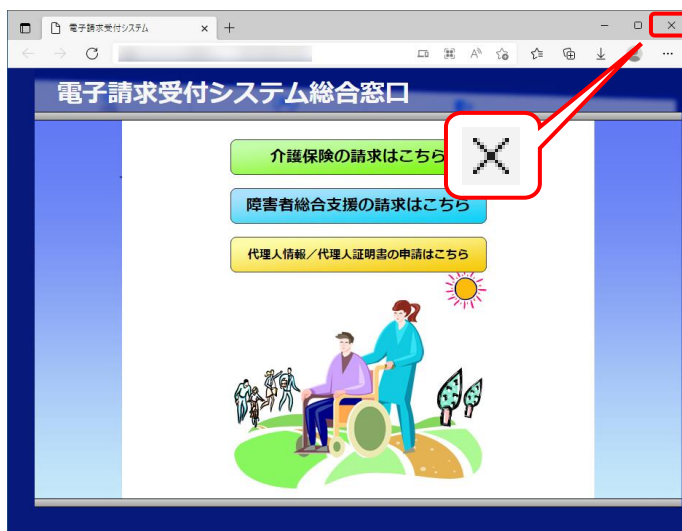 電子請求受付システム
電子請求受付システム総合窓口
介護保険の請求はこちら
障害者総合支援の請求はこちら
代理人情報／代理人証明書の申請はこちら